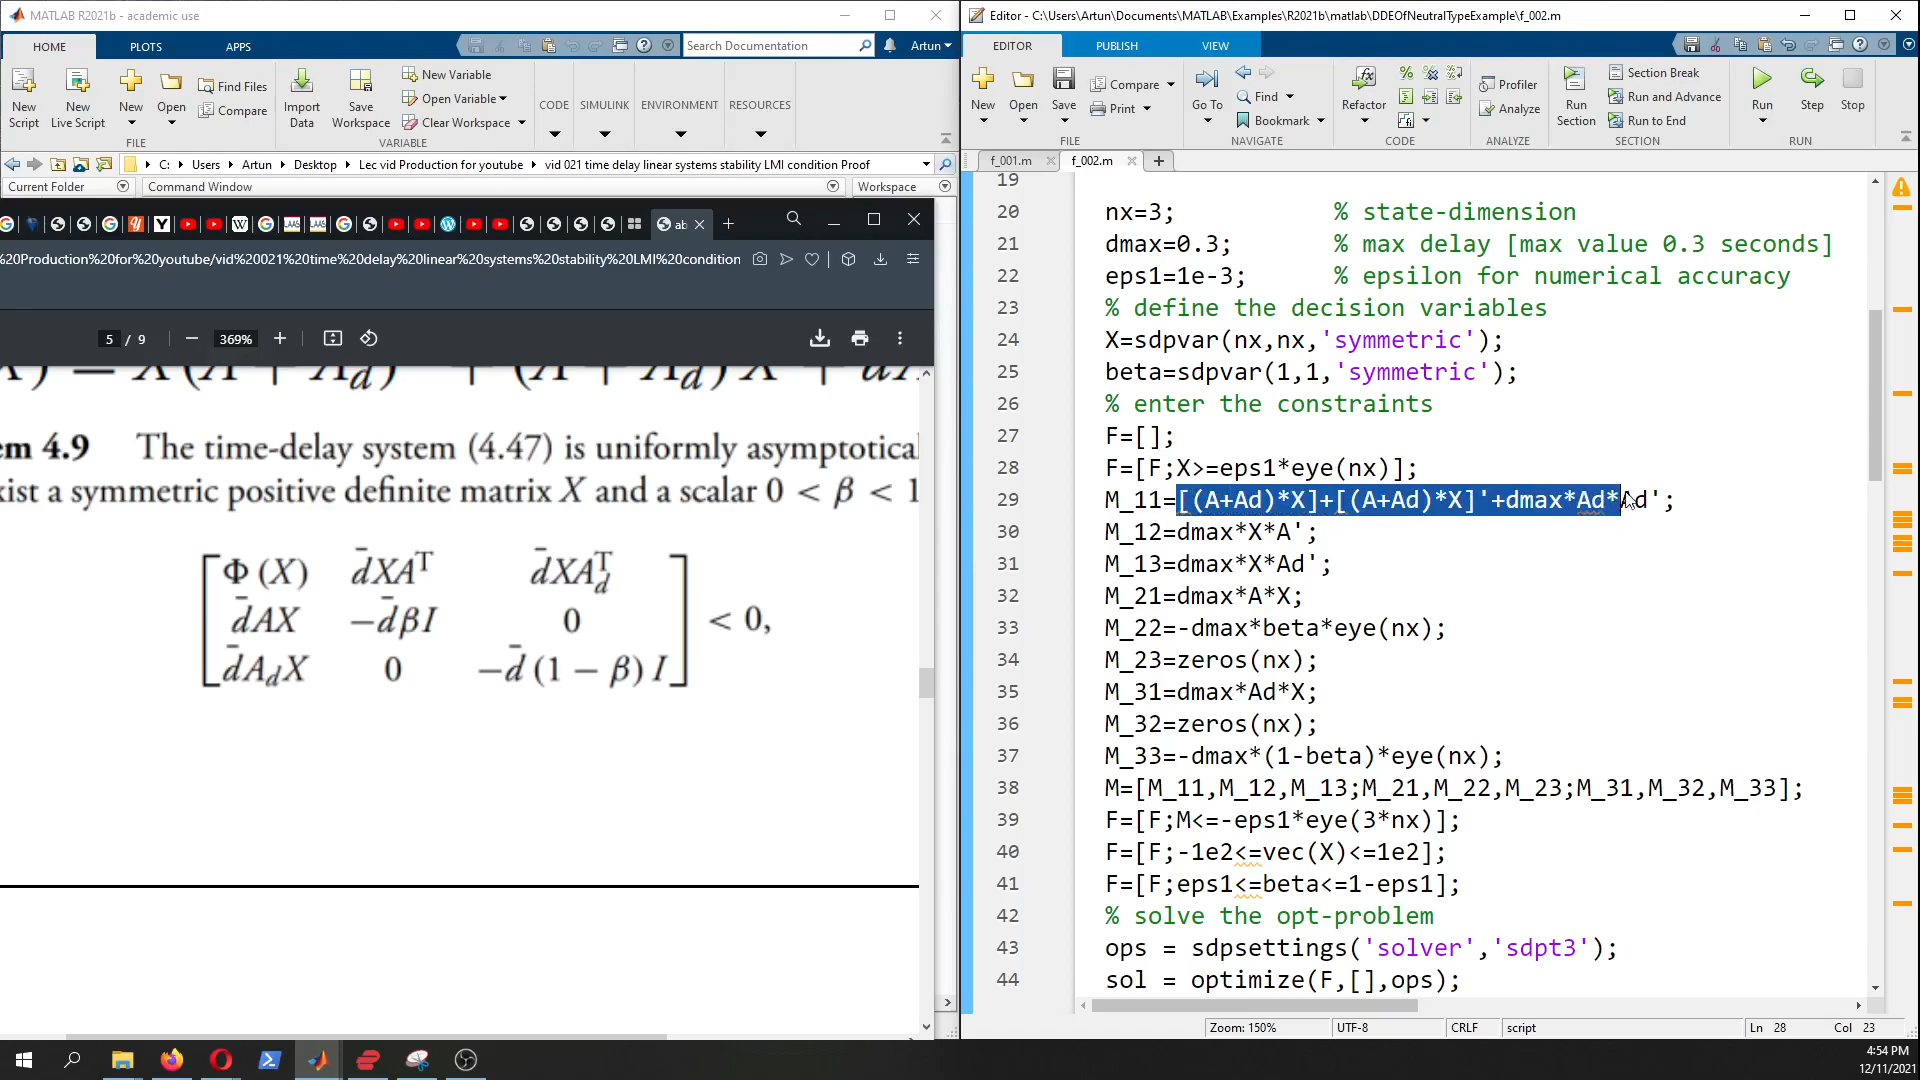 MATLAB R2021b - academic use
HOME PLOTS APPS
Search Documentation
Artun
New Script
New Live Script
New
Open
Find Files
Compare
Import Data
Save Workspace
New Variable
Open Variable
Clear Workspace
CODE
SIMULINK
ENVIRONMENT
RESOURCES
FILE
VARIABLE
C: Users Artun Desktop Lec vid Production for youtube vid 021 time delay linear systems stability LMI condition Proof
Current Folder
Command Window
Workspace
ab
%20Production%20for%20youtube/vid%20021%20time%20delay%20linear%20systems%20stability%20LMI%20condition
5 / 9
369%
em 4.9 The time-delay system (4.47) is uniformly asymptotical
xist a symmetric positive definite matrix X and a scalar 0 < β < 1
Φ (X) d̄XAᵀ d̄XA_dᵀ
d̄AX −d̄βI 0 < 0,
d̄A_dX 0 −d̄ (1 − β) I
Editor - C:\Users\Artun\Documents\MATLAB\Examples\R2021b\matlab\DDEOfNeutralTypeExample\f_002.m
EDITOR PUBLISH VIEW
New
Open
Save
Compare
Print
Go To
Find
Bookmark
Refactor
Profiler
Analyze
Run Section
Section Break
Run and Advance
Run to End
Run
Step
Stop
FILE NAVIGATE CODE ANALYZE SECTION RUN
f_001.m f_002.m
19
20 nx=3; % state-dimension
21 dmax=0.3; % max delay [max value 0.3 seconds]
22 eps1=1e-3; % epsilon for numerical accuracy
23 % define the decision variables
24 X=sdpvar(nx,nx,'symmetric');
25 beta=sdpvar(1,1,'symmetric');
26 % enter the constraints
27 F=[];
28 F=[F;X>=eps1*eye(nx)];
29 M_11=[(A+Ad)*X]+[(A+Ad)*X]'+dmax*Ad*Ad';
30 M_12=dmax*X*A';
31 M_13=dmax*X*Ad';
32 M_21=dmax*A*X;
33 M_22=-dmax*beta*eye(nx);
34 M_23=zeros(nx);
35 M_31=dmax*Ad*X;
36 M_32=zeros(nx);
37 M_33=-dmax*(1-beta)*eye(nx);
38 M=[M_11,M_12,M_13;M_21,M_22,M_23;M_31,M_32,M_33];
39 F=[F;M<=-eps1*eye(3*nx)];
40 F=[F;-1e2<=vec(X)<=1e2];
41 F=[F;eps1<=beta<=1-eps1];
42 % solve the opt-problem
43 ops = sdpsettings('solver','sdpt3');
44 sol = optimize(F,[],ops);
Zoom: 150% UTF-8 CRLF script Ln 28 Col 23
4:54 PM
12/11/2021